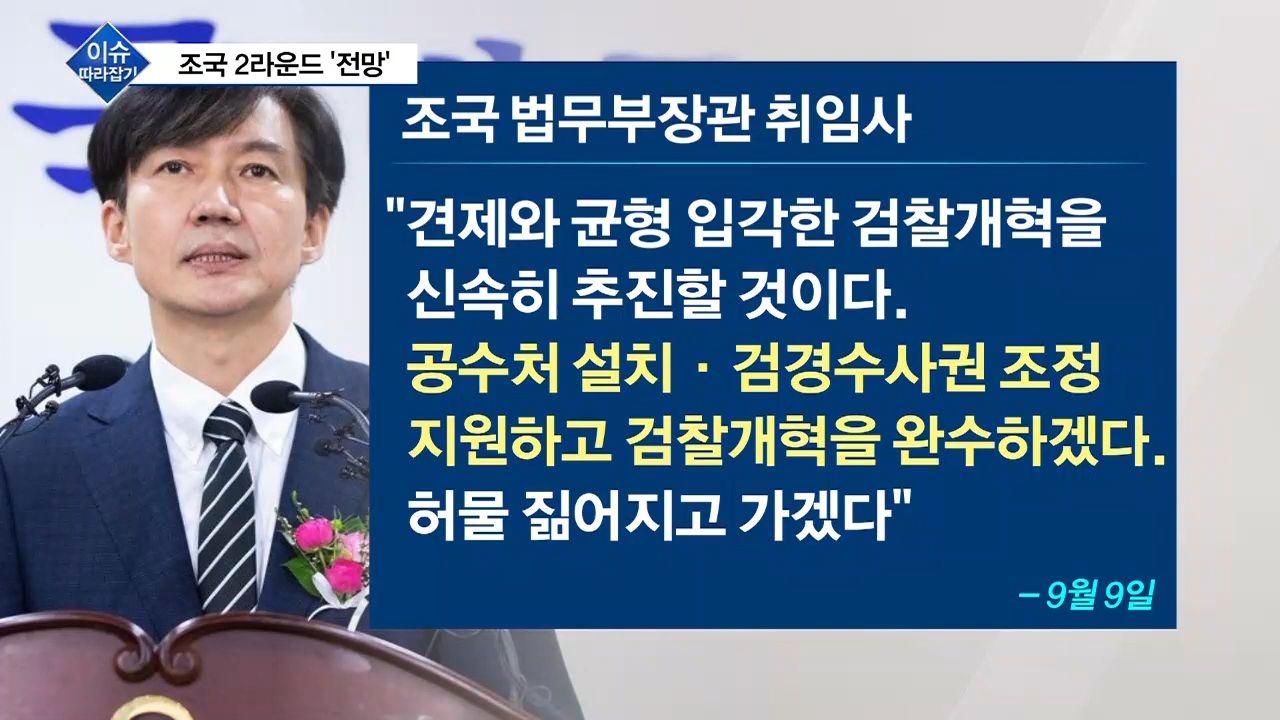 이슈
따라잡기
조국 2라운드 '전망'
조국 법무부장관 취임사
"견제와 균형 입각한 검찰개혁을
신속히 추진할 것이다.
공수처 설치 · 검경수사권 조정
지원하고 검찰개혁을 완수하겠다.
허물 짊어지고 가겠다"
– 9월 9일